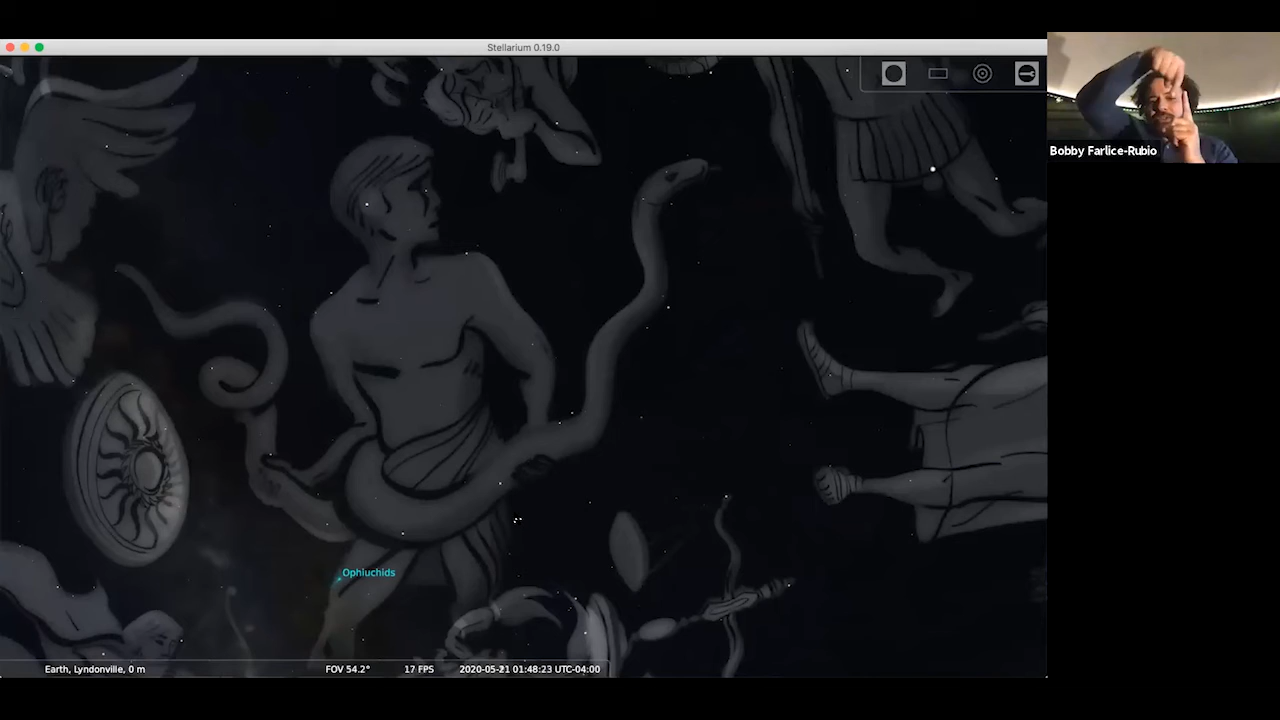 Stellarium 0.19.0
Bobby Farlice-Rubio
Ophiuchids
Earth, Lyndonville, 0 m
FOV 54.2°
17 FPS
2020-05-21 01:48:23 UTC-04:00